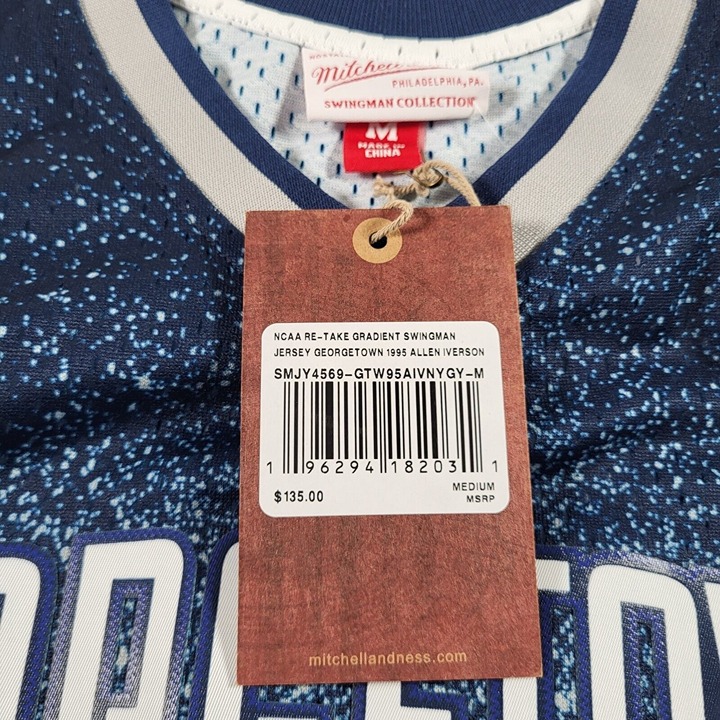 Mitchell
PHILADELPHIA, PA.
SWINGMAN COLLECTION
M
MADE IN
CHINA
NCAA RE-TAKE GRADIENT SWINGMAN
JERSEY GEORGETOWN 1995 ALLEN IVERSON
SMJY4569-GTW95AIVNYGY-M
1 96294 18203 1
$135.00
MEDIUM
MSRP
mitchellandness.com